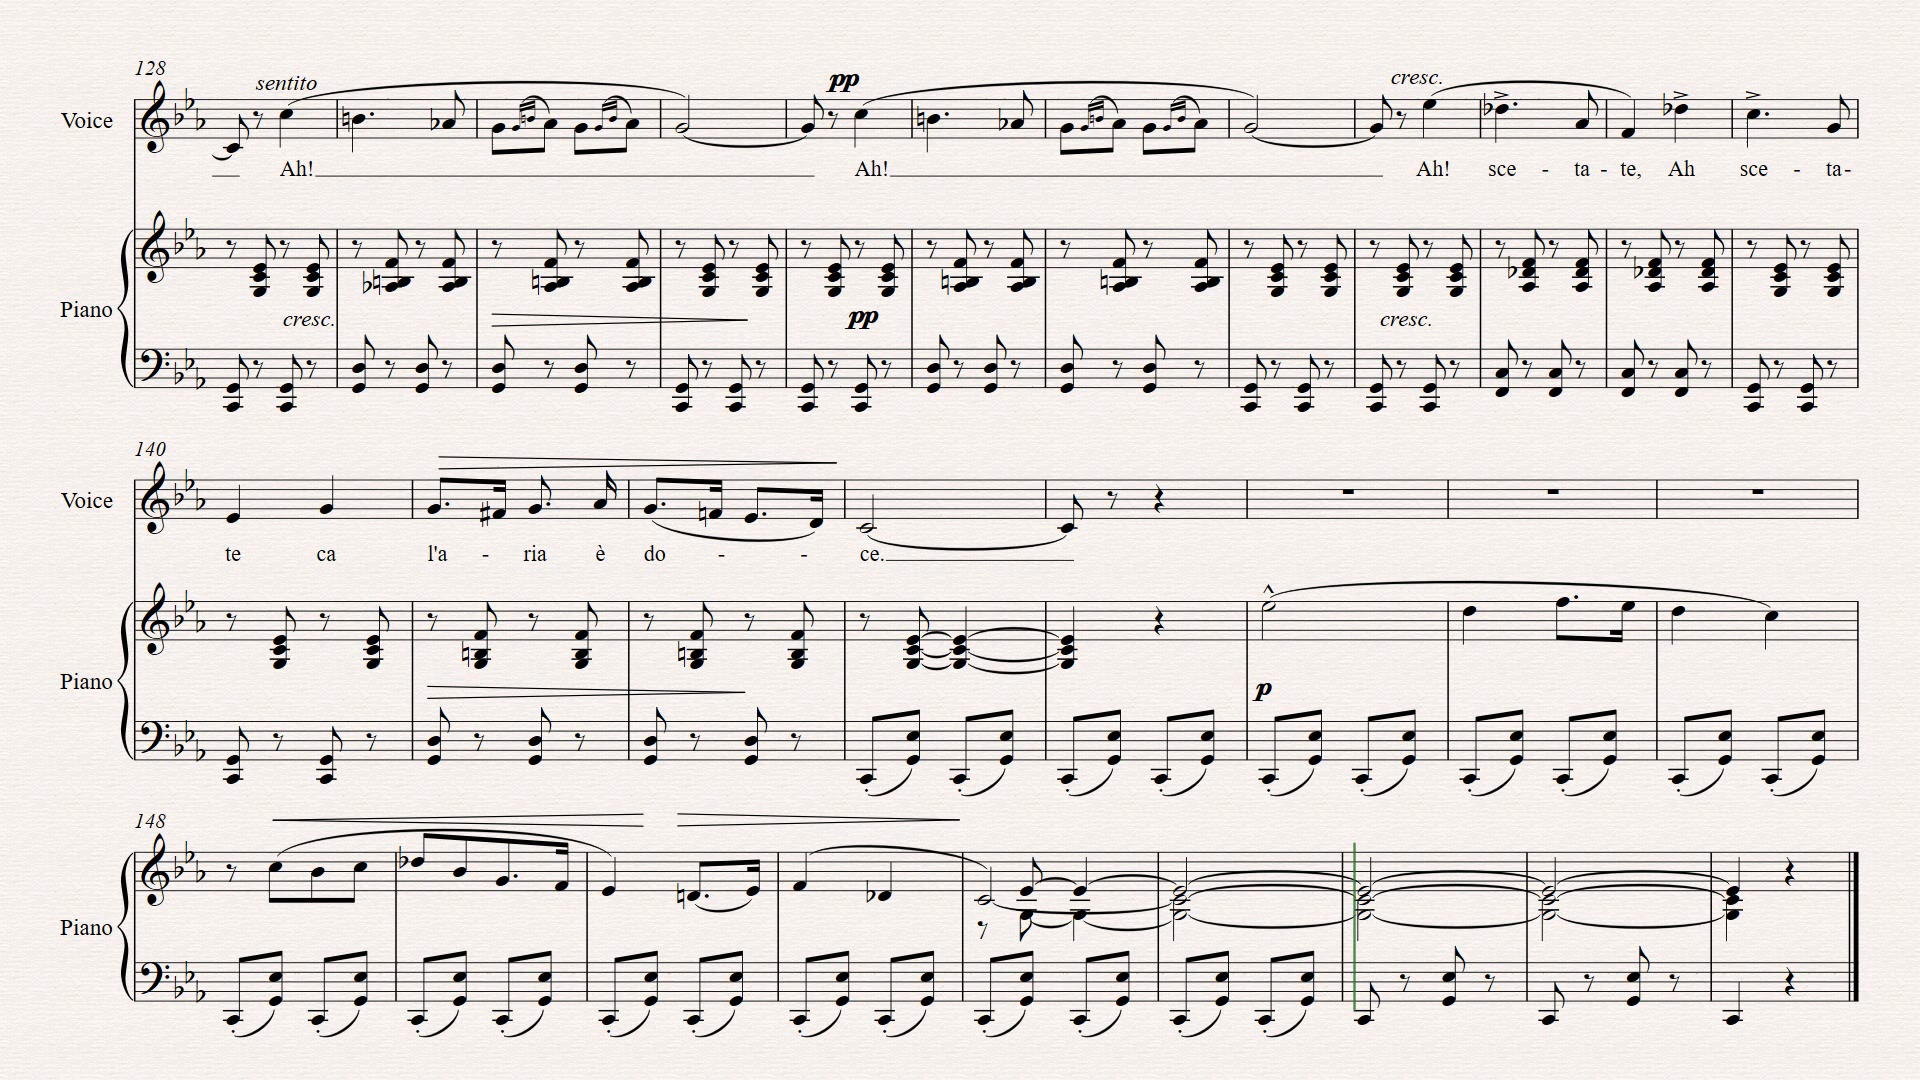 128
sentito
pp
cresc.
Voice
Ah! Ah! Ah! sce - ta - te, Ah sce - ta-
Piano
cresc. pp cresc.
140
Voice
te ca l'a - ria è do - - ce.
Piano
p
148
Piano